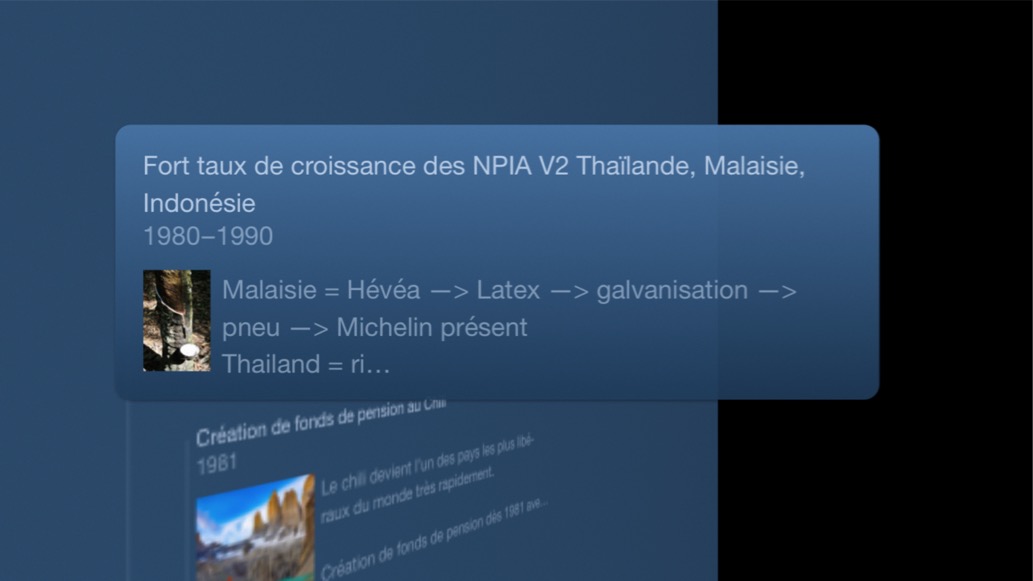 Fort taux de croissance des NPIA V2 Thaïlande, Malaisie,
Indonésie
1980–1990
Malaisie = Hévéa —> Latex —> galvanisation —>
pneu —> Michelin présent
Thailand = ri…
Création de fonds de pension au Chili
1981
Le chili devient l'un des pays les plus libé-
raux du monde très rapidement.
Création de fonds de pension dès 1981 ave…